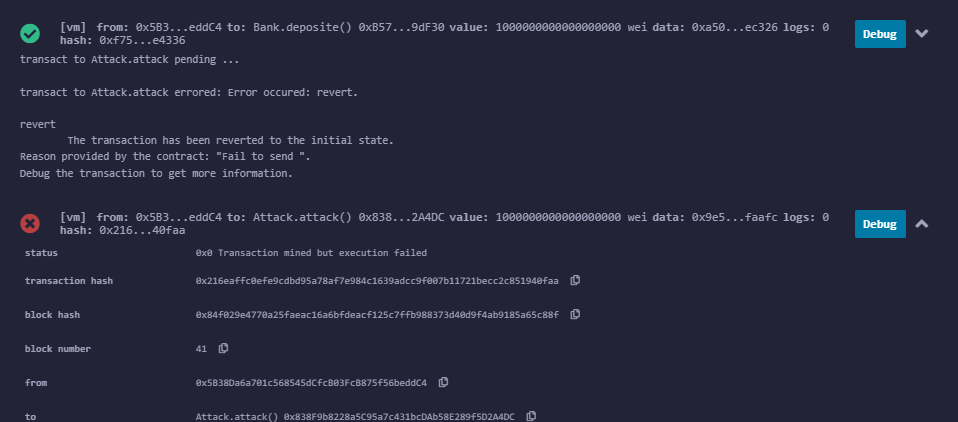 [vm] from: 0x5B3...eddC4 to: Bank.deposite() 0xB57...9dF30 value: 1000000000000000000 wei data: 0xa50...ec326 logs: 0
hash: 0xf75...e4336
Debug
transact to Attack.attack pending ...
transact to Attack.attack errored: Error occured: revert.
revert
The transaction has been reverted to the initial state.
Reason provided by the contract: "Fail to send ".
Debug the transaction to get more information.
[vm] from: 0x5B3...eddC4 to: Attack.attack() 0x838...2A4DC value: 1000000000000000000 wei data: 0x9e5...faafc logs: 0
hash: 0x216...40faa
Debug
status 0x0 Transaction mined but execution failed
transaction hash 0x216eaffc0efe9cdbd95a78af7e984c1639adcc9f007b11721becc2c851940faa
block hash 0x84f029e4770a25faeac16a6bfdeacf125c7ffb988373d40d9f4ab9185a65c88f
block number 41
from 0x5B38Da6a701c568545dCfcB03FcB875f56beddC4
to Attack.attack() 0x838F9b8228a5C95a7c431bcDAb58E289f5D2A4DC